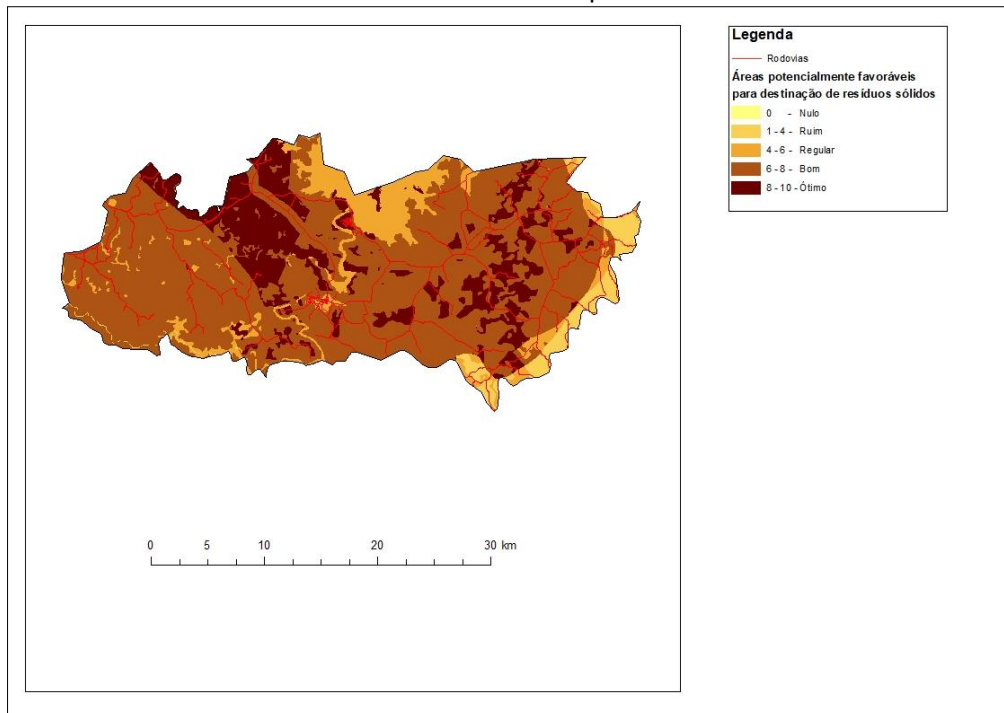 Legenda
Rodovias
Áreas potencialmente favoráveis
para destinação de resíduos sólidos
0 - Nulo
1 - 4 - Ruim
4 - 6 - Regular
6 - 8 - Bom
8 - 10 - Ótimo
0 5 10 20 30 km